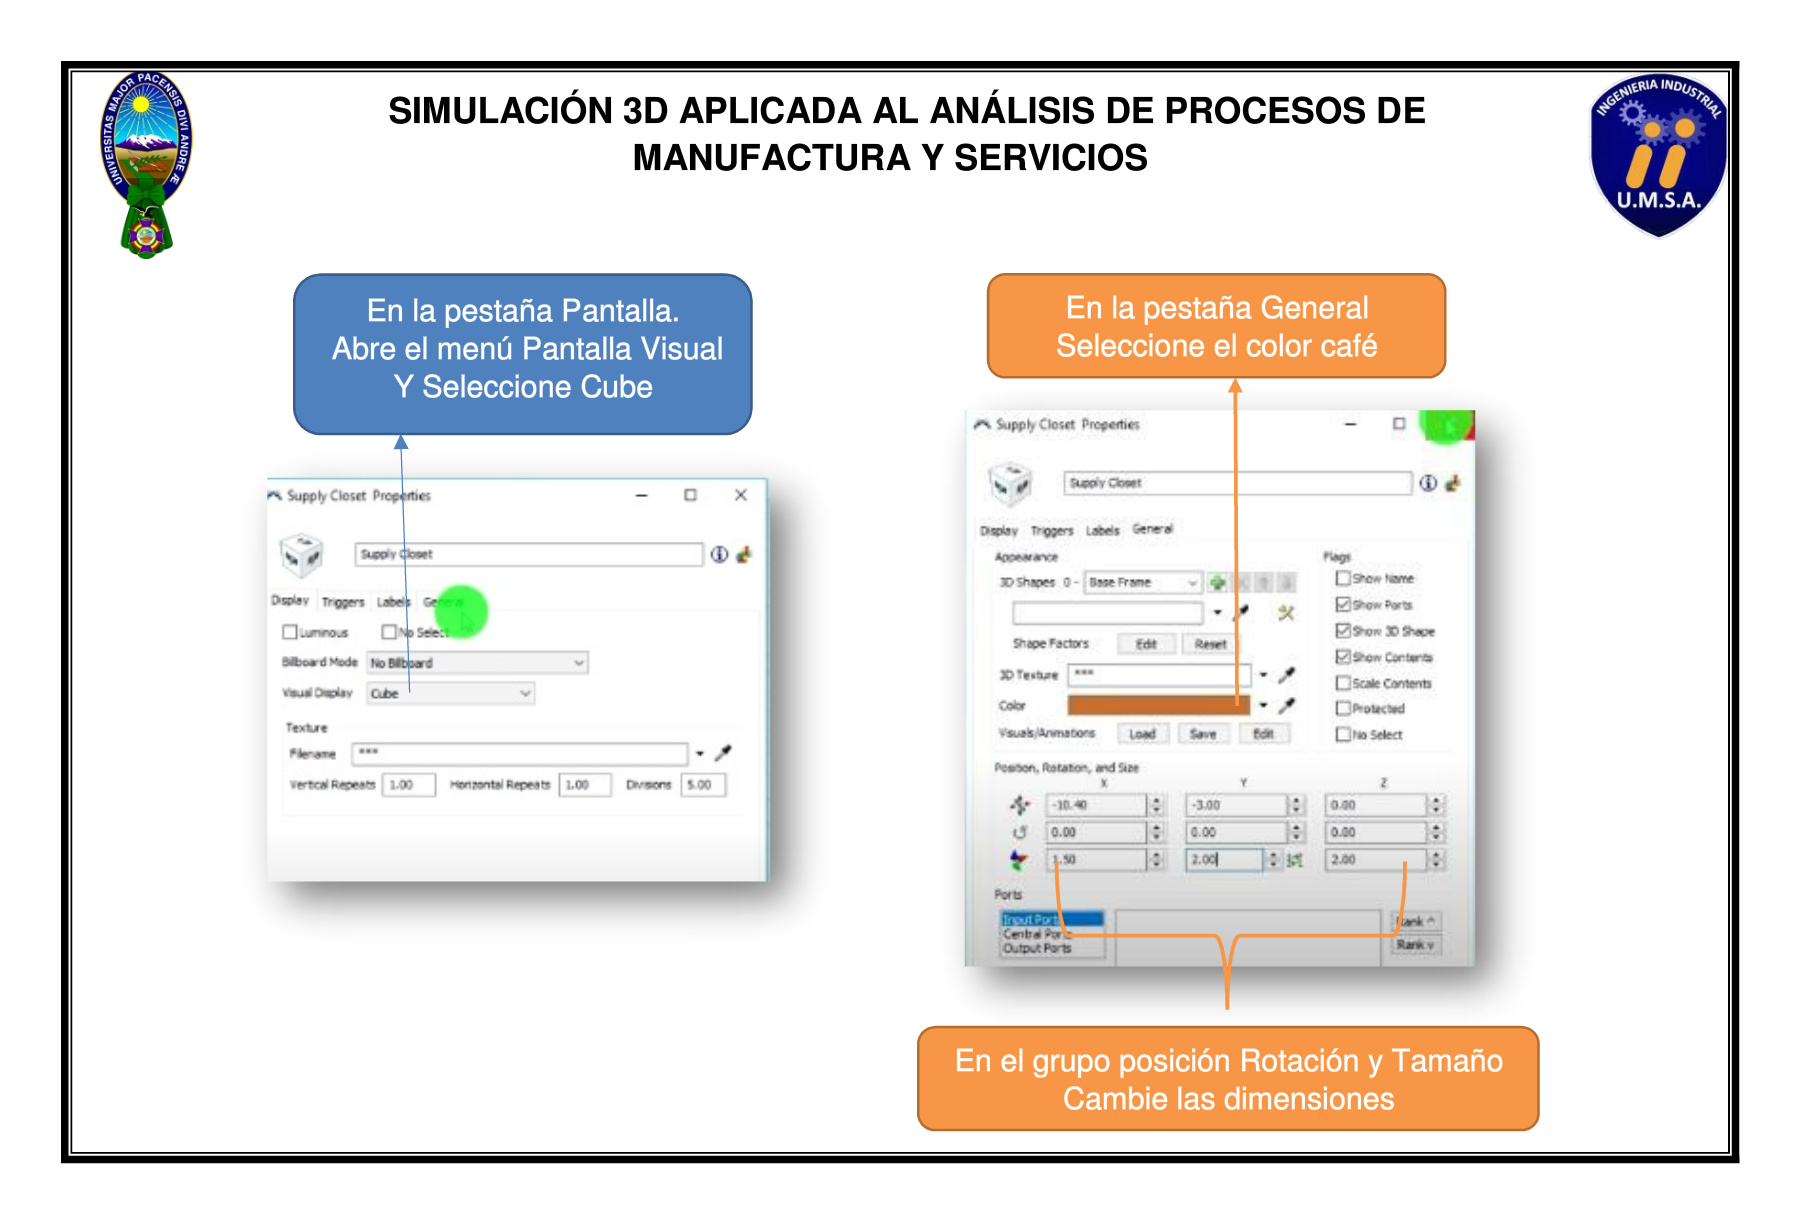 UNIVERSITAS MAJOR PACENSIS DIVI ANDRE Æ
SIMULACIÓN 3D APLICADA AL ANÁLISIS DE PROCESOS DE
MANUFACTURA Y SERVICIOS
INGENIERIA INDUSTRIAL
U.M.S.A.
En la pestaña Pantalla.
Abre el menú Pantalla Visual
Y Seleccione Cube
Supply Closet Properties
Supply Closet
Display Triggers Labels General
Luminous No Select
Billboard Mode No Billboard
Visual Display Cube
Texture
Filename ***
Vertical Repeats 1.00 Horizontal Repeats 1.00 Divisions 5.00
En la pestaña General
Seleccione el color café
Supply Closet Properties
Supply Closet
Display Triggers Labels General
Appearance Flags
3D Shapes 0 - Base Frame Show Name
Show Ports
Shape Factors Edit Reset Show 3D Shape
Show Contents
3D Texture *** Scale Contents
Color Protected
Visuals/Animations Load Save Edit No Select
Position, Rotation, and Size
X Y Z
-10.40 -3.00 0.00
0.00 0.00 0.00
1.50 2.00 2.00
Ports
Input Ports Rank ^
Central Ports
Output Ports Rank v
En el grupo posición Rotación y Tamaño
Cambie las dimensiones